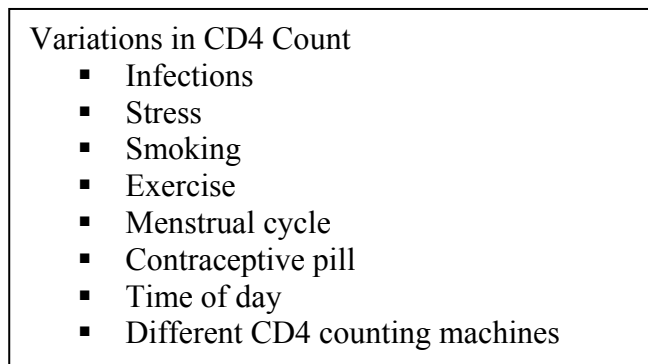 Variations in CD4 Count
▪ Infections
▪ Stress
▪ Smoking
▪ Exercise
▪ Menstrual cycle
▪ Contraceptive pill
▪ Time of day
▪ Different CD4 counting machines